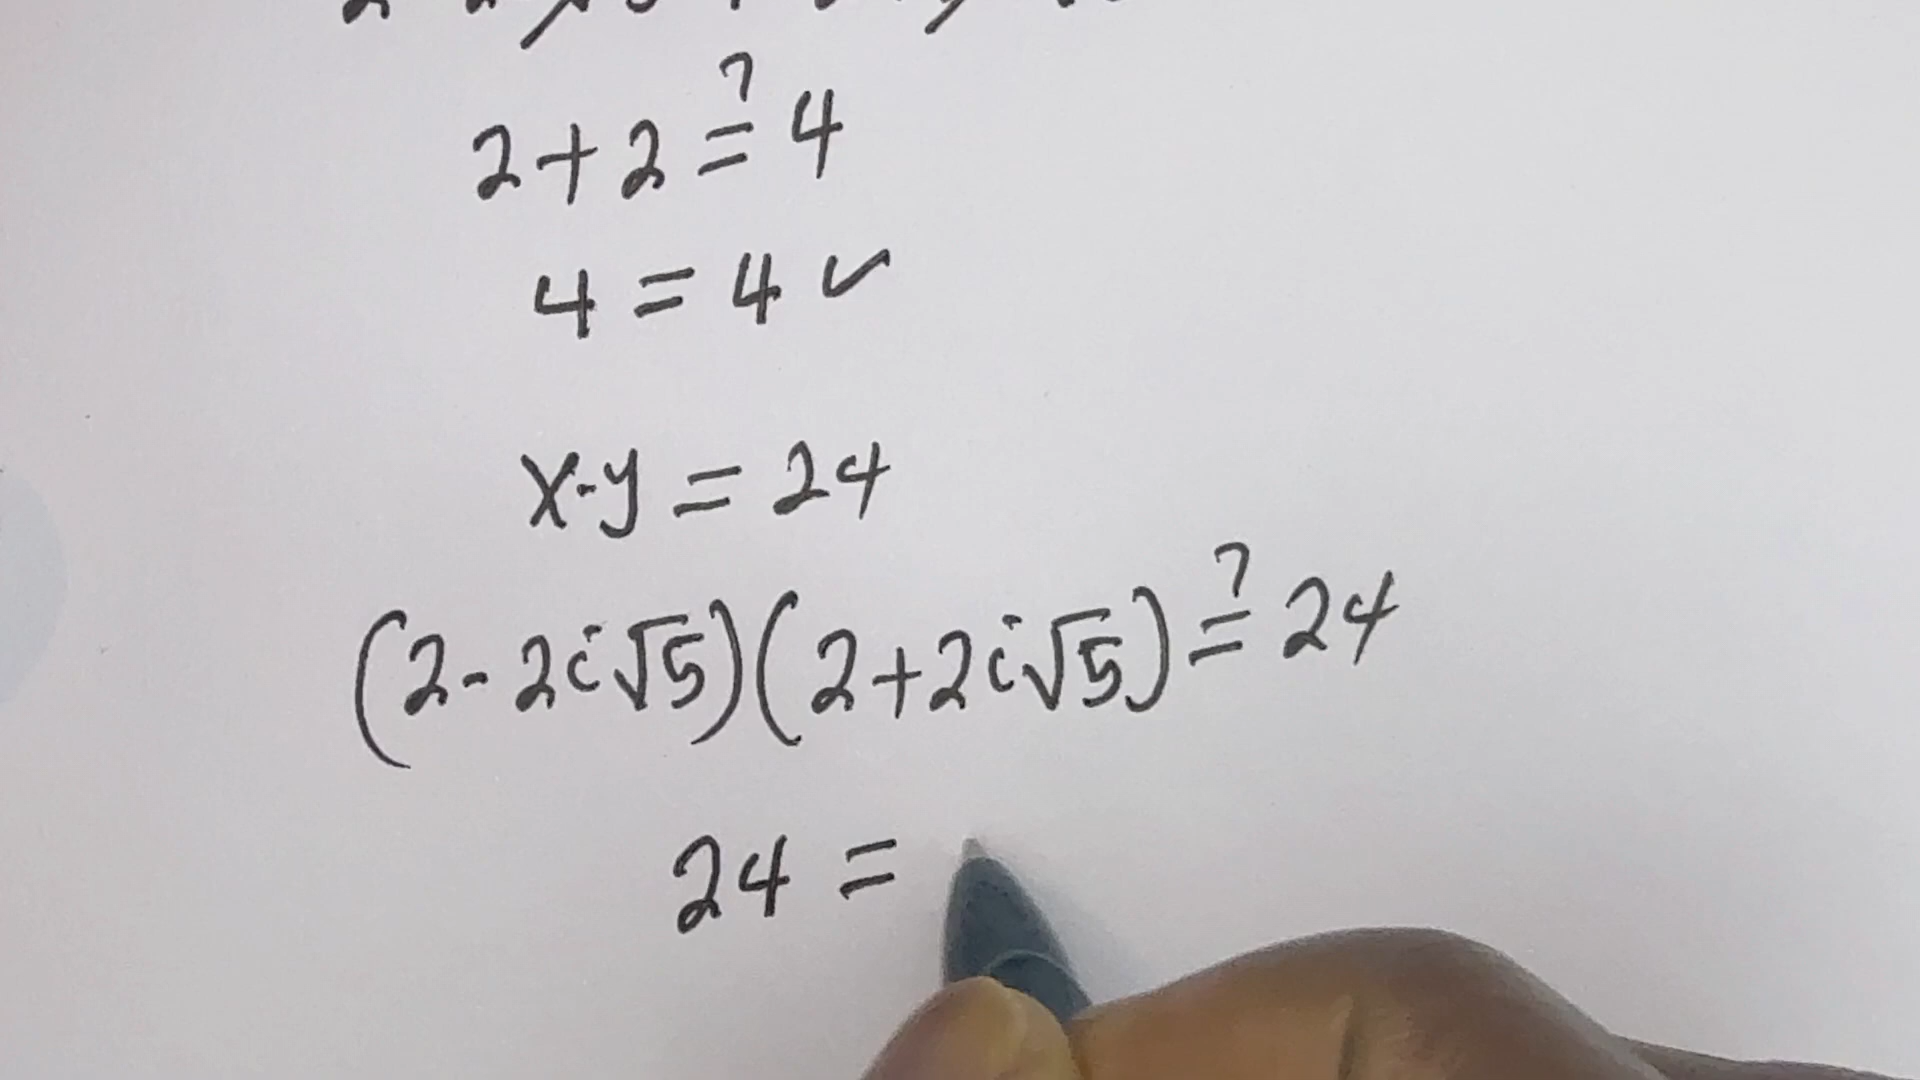 2+2 ≟ 4
4 = 4 ✓
x·y = 24
(2-2i√5)(2+2i√5) ≟ 24
24 =